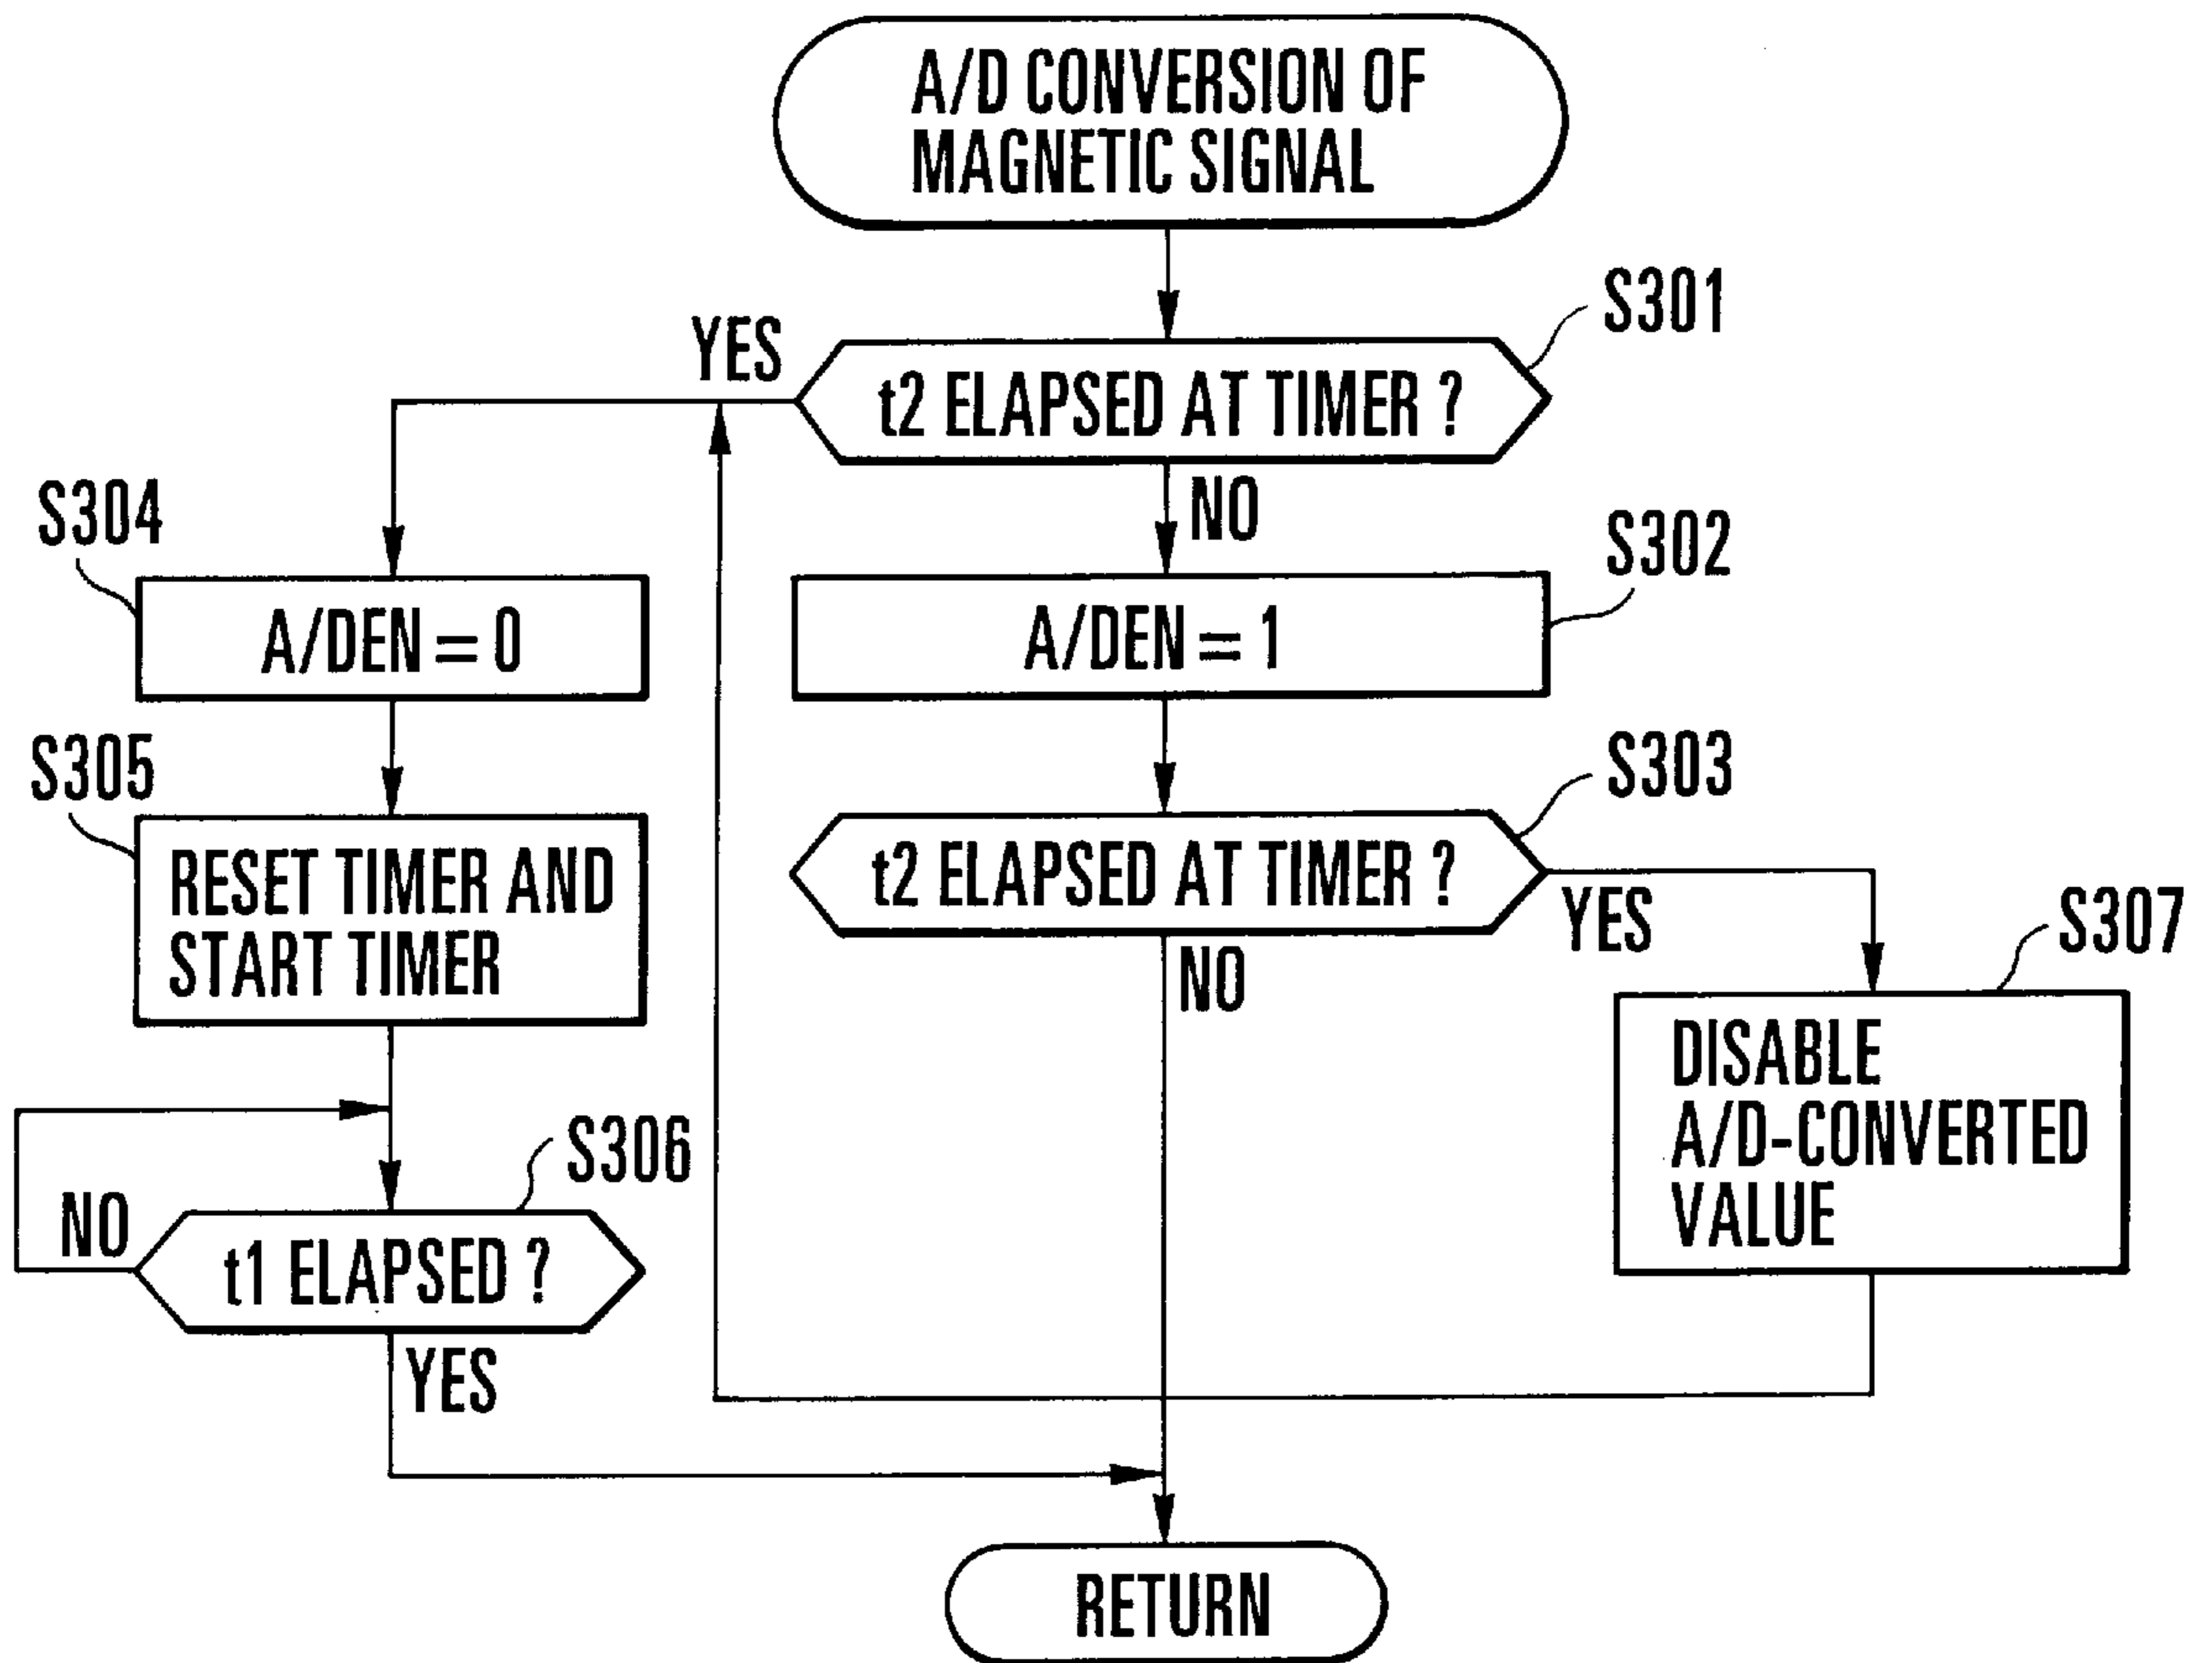 A/D CONVERSION OF
MAGNETIC SIGNAL
S301
YES
t2 ELAPSED AT TIMER ?
NO
S304
S302
A/DEN = 0
A/DEN = 1
S305
S303
RESET TIMER AND
START TIMER
t2 ELAPSED AT TIMER ?
YES
S307
NO
DISABLE
A/D-CONVERTED
VALUE
S306
NO
t1 ELAPSED ?
YES
RETURN